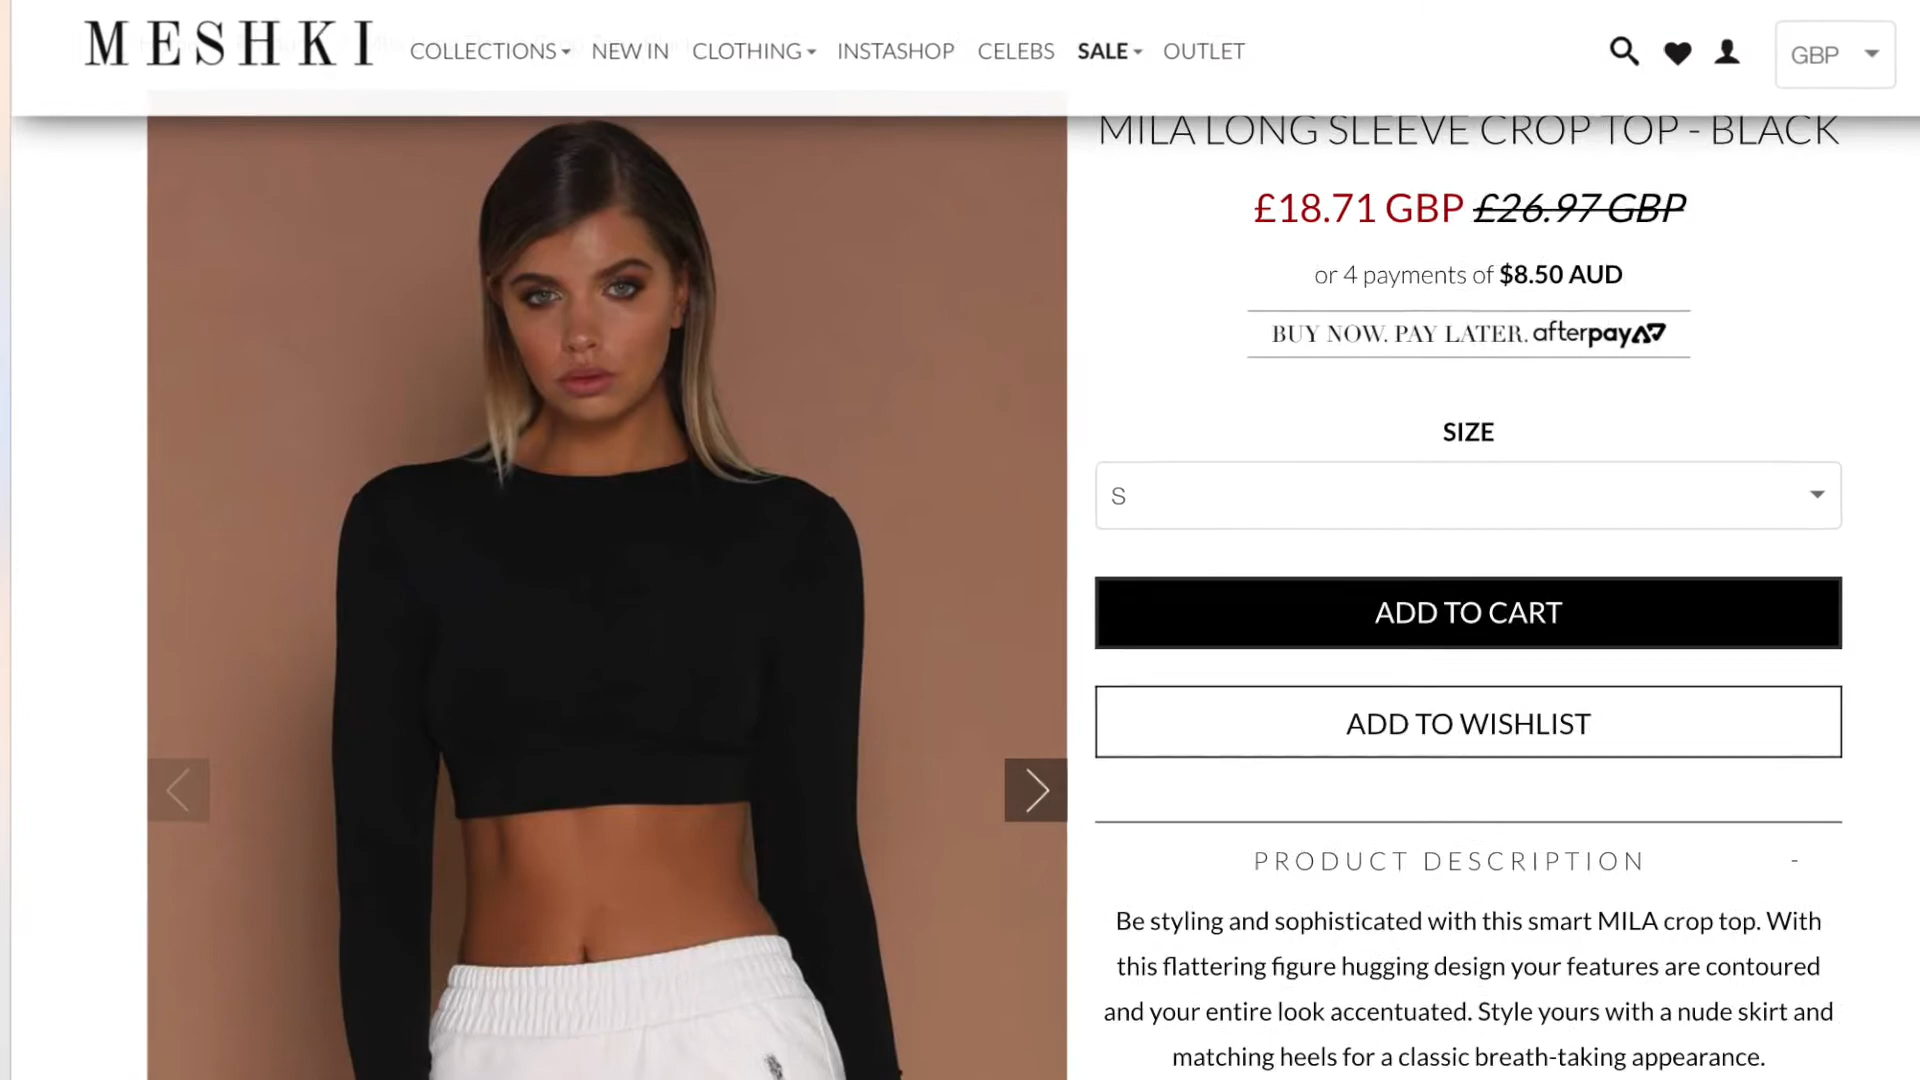 MESHKI
COLLECTIONS NEW IN CLOTHING INSTASHOP CELEBS SALE OUTLET
GBP
MILA LONG SLEEVE CROP TOP - BLACK
£18.71 GBP £26.97 GBP
or 4 payments of $8.50 AUD
BUY NOW. PAY LATER. afterpay
SIZE
S
ADD TO CART
ADD TO WISHLIST
PRODUCT DESCRIPTION -
Be styling and sophisticated with this smart MILA crop top. With
this flattering figure hugging design your features are contoured
and your entire look accentuated. Style yours with a nude skirt and
matching heels for a classic breath-taking appearance.